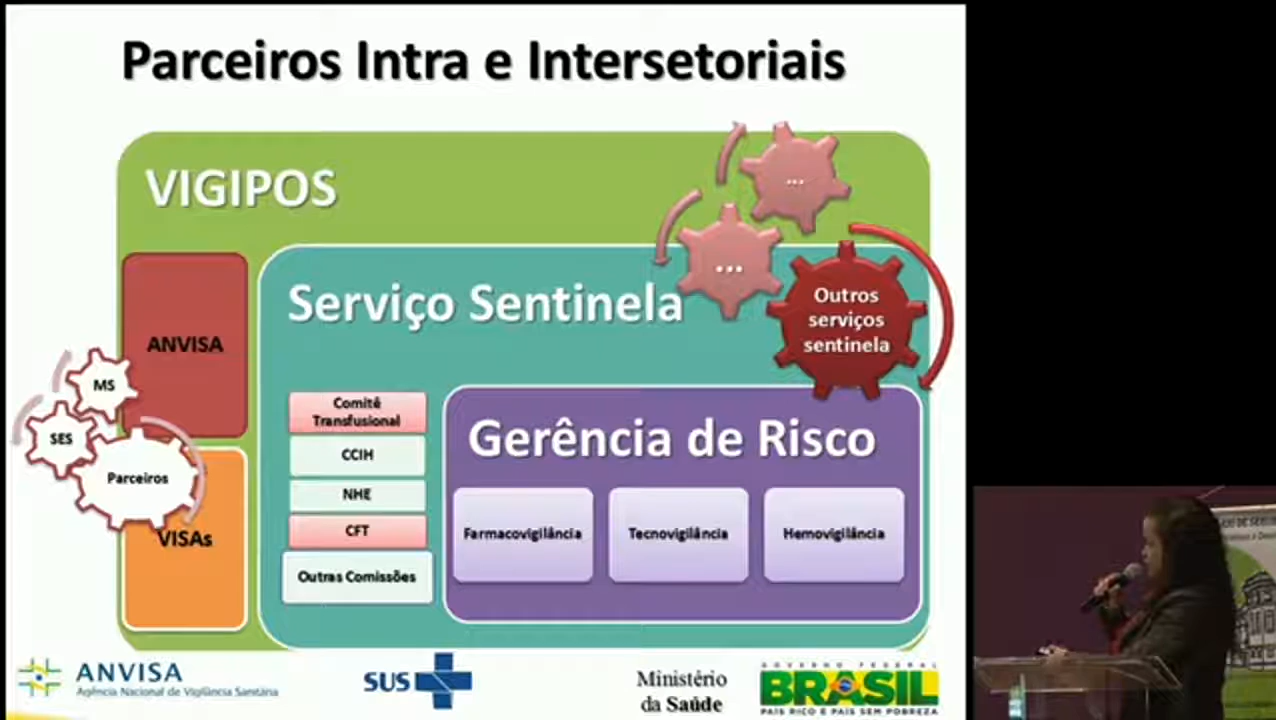 Parceiros Intra e Intersetoriais
VIGIPOS
...
...
Outros
serviços
sentinela
Serviço Sentinela
ANVISA
MS
SES
Parceiros
VISAs
Comitê
Transfusional
CCIH
NHE
CFT
Outras Comissões
Gerência de Risco
Farmacovigilância
Tecnovigilância
Hemovigilância
ANVISA
Agência Nacional de Vigilância Sanitária
SUS
Ministério
da Saúde
GOVERNO FEDERAL
BRASIL
PAÍS RICO É PAÍS SEM POBREZA